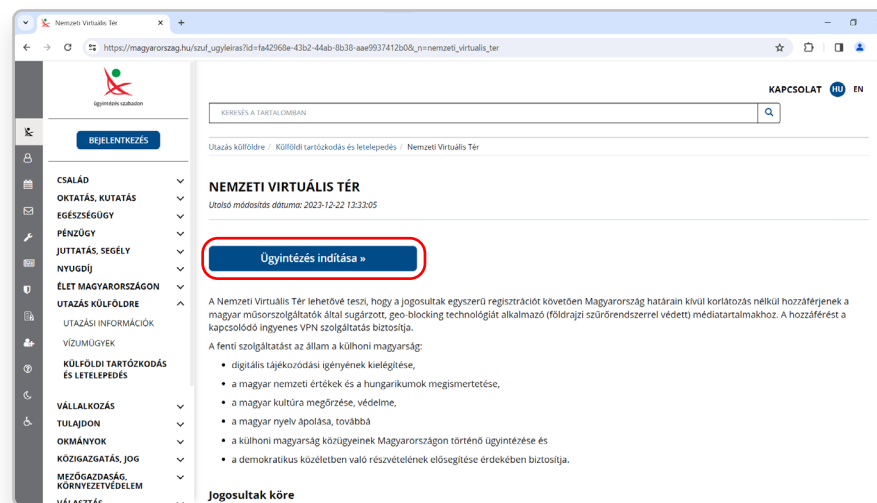 Nemzeti Virtuális Tér
https://magyarorszag.hu/szuf_ugyleiras?id=fa42968e-43b2-44ab-8b38-aae9937412b0&_n=nemzeti_virtualis_ter
ügyintézés szabadon
BEJELENTKEZÉS
CSALÁD
OKTATÁS, KUTATÁS
EGÉSZSÉGÜGY
PÉNZÜGY
JUTTATÁS, SEGÉLY
NYUGDÍJ
ÉLET MAGYARORSZÁGON
UTAZÁS KÜLFÖLDRE
UTAZÁSI INFORMÁCIÓK
VÍZUMÜGYEK
KÜLFÖLDI TARTÓZKODÁS
ÉS LETELEPEDÉS
VÁLLALKOZÁS
TULAJDON
OKMÁNYOK
KÖZIGAZGATÁS, JOG
MEZŐGAZDASÁG,
KÖRNYEZETVÉDELEM
VÁLASZTÁS
KAPCSOLAT HU EN
KERESÉS A TARTALOMBAN
Utazás külföldre / Külföldi tartózkodás és letelepedés / Nemzeti Virtuális Tér
NEMZETI VIRTUÁLIS TÉR
Utolsó módosítás dátuma: 2023-12-22 13:33:05
Ügyintézés indítása »
A Nemzeti Virtuális Tér lehetővé teszi, hogy a jogosultak egyszerű regisztrációt követően Magyarország határain kívül korlátozás nélkül hozzáférjenek a
magyar műsorszolgáltatók által sugárzott, geo-blocking technológiát alkalmazó (földrajzi szűrőrendszerrel védett) médiatartalmakhoz. A hozzáférést a
kapcsolódó ingyenes VPN szolgáltatás biztosítja.
A fenti szolgáltatást az állam a külhoni magyarság:
• digitális tájékozódási igényének kielégítése,
• a magyar nemzeti értékek és a hungarikumok megismertetése,
• a magyar kultúra megőrzése, védelme,
• a magyar nyelv ápolása, továbbá
• a külhoni magyarság közügyeinek Magyarországon történő ügyintézése és
• a demokratikus közéletben való részvételének elősegítése érdekében biztosítja.
Jogosultak köre